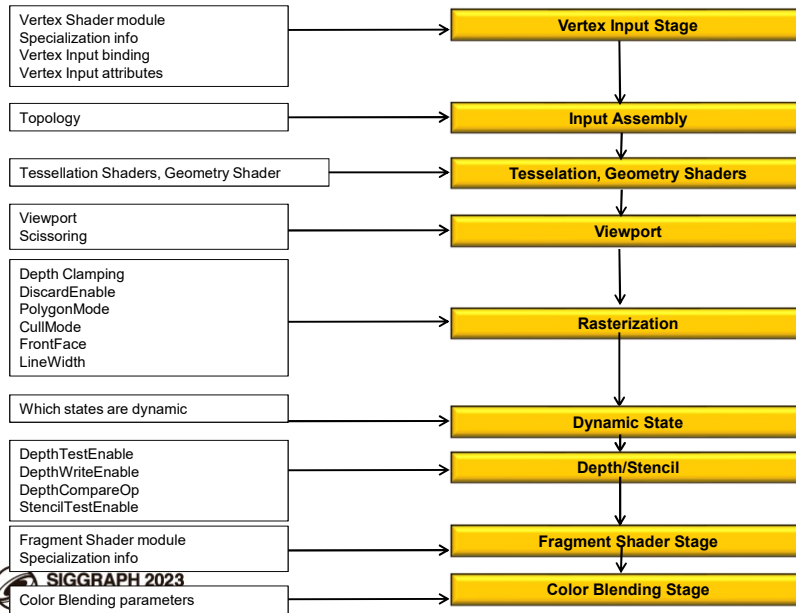 Vertex Shader module
Specialization info
Vertex Input binding
Vertex Input attributes
Vertex Input Stage
Topology
Input Assembly
Tessellation Shaders, Geometry Shader
Tesselation, Geometry Shaders
Viewport
Scissoring
Viewport
Depth Clamping
DiscardEnable
PolygonMode
CullMode
FrontFace
LineWidth
Rasterization
Which states are dynamic
Dynamic State
DepthTestEnable
DepthWriteEnable
DepthCompareOp
StencilTestEnable
Depth/Stencil
Fragment Shader module
Specialization info
Fragment Shader Stage
SIGGRAPH 2023
Color Blending parameters
Color Blending Stage